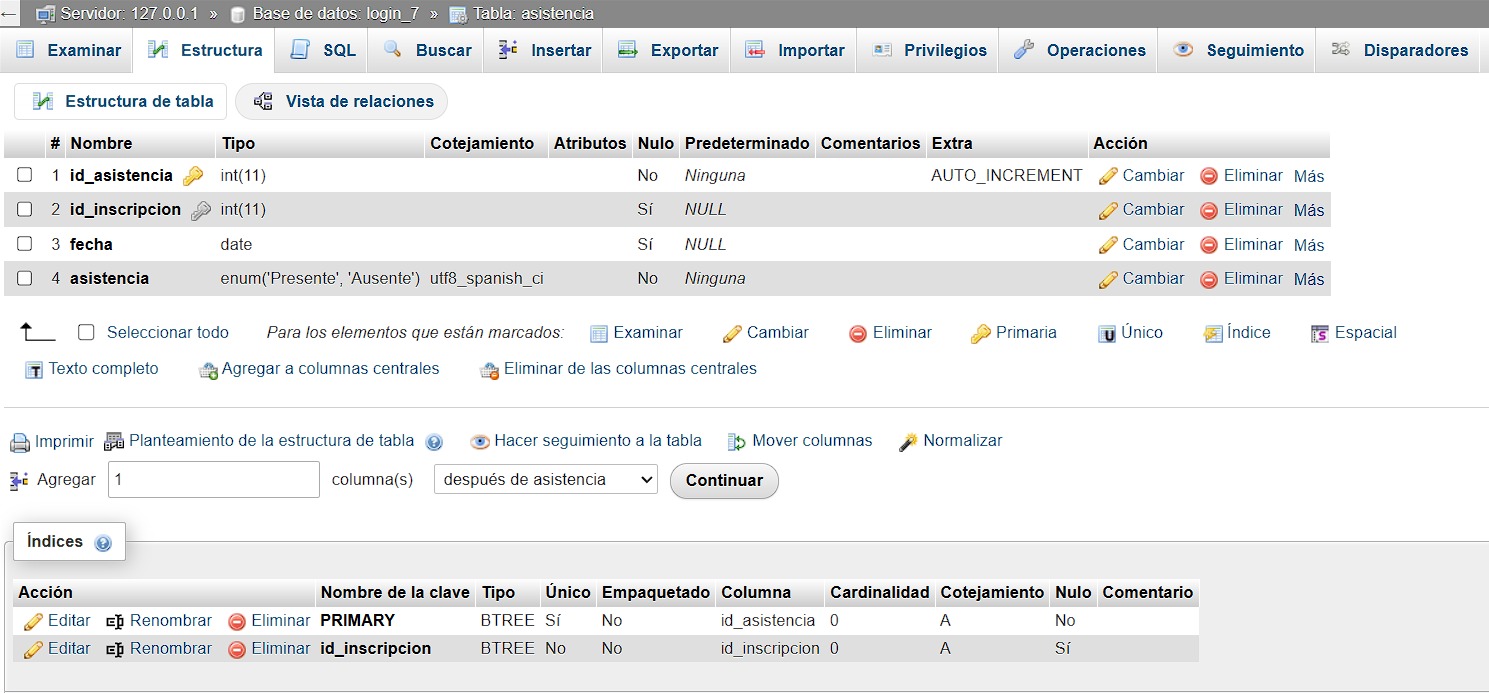 Servidor: 127.0.0.1 » Base de datos: login_7 » Tabla: asistencia
Examinar Estructura SQL Buscar Insertar Exportar Importar Privilegios Operaciones Seguimiento Disparadores
Estructura de tabla Vista de relaciones
# Nombre Tipo Cotejamiento Atributos Nulo Predeterminado Comentarios Extra Acción
1 id_asistencia int(11) No Ninguna AUTO_INCREMENT Cambiar Eliminar Más
2 id_inscripcion int(11) Sí NULL Cambiar Eliminar Más
3 fecha date Sí NULL Cambiar Eliminar Más
4 asistencia enum('Presente', 'Ausente') utf8_spanish_ci No Ninguna Cambiar Eliminar Más
Seleccionar todo Para los elementos que están marcados: Examinar Cambiar Eliminar Primaria Único Índice Espacial
Texto completo Agregar a columnas centrales Eliminar de las columnas centrales
Imprimir Planteamiento de la estructura de tabla Hacer seguimiento a la tabla Mover columnas Normalizar
Agregar 1 columna(s) después de asistencia Continuar
Índices
Acción Nombre de la clave Tipo Único Empaquetado Columna Cardinalidad Cotejamiento Nulo Comentario
Editar Renombrar Eliminar PRIMARY BTREE Sí No id_asistencia 0 A No
Editar Renombrar Eliminar id_inscripcion BTREE No No id_inscripcion 0 A Sí